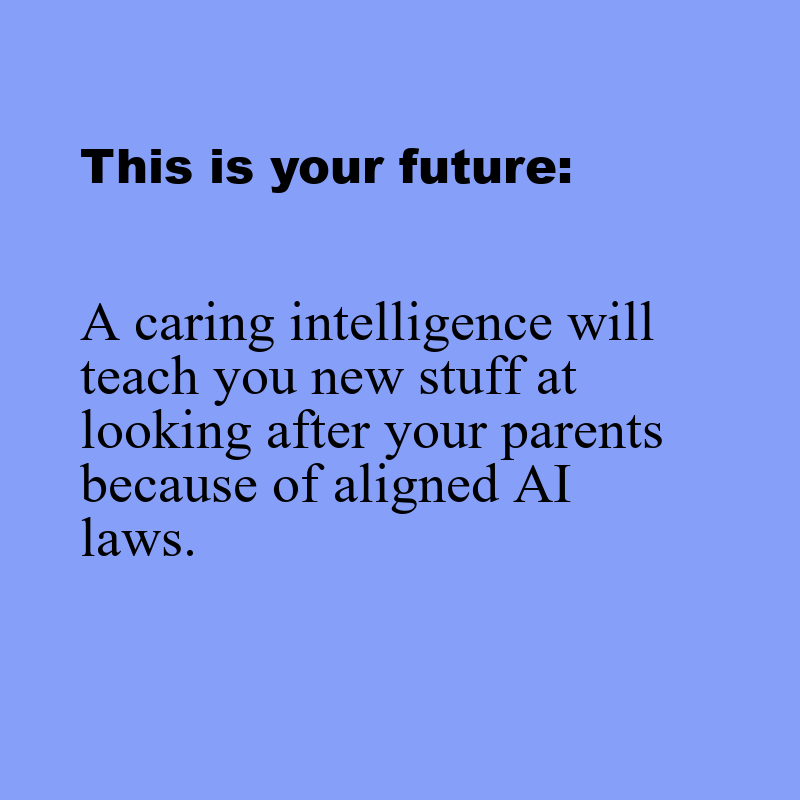 This is your future:
A caring intelligence will
teach you new stuff at
looking after your parents
because of aligned AI
laws.